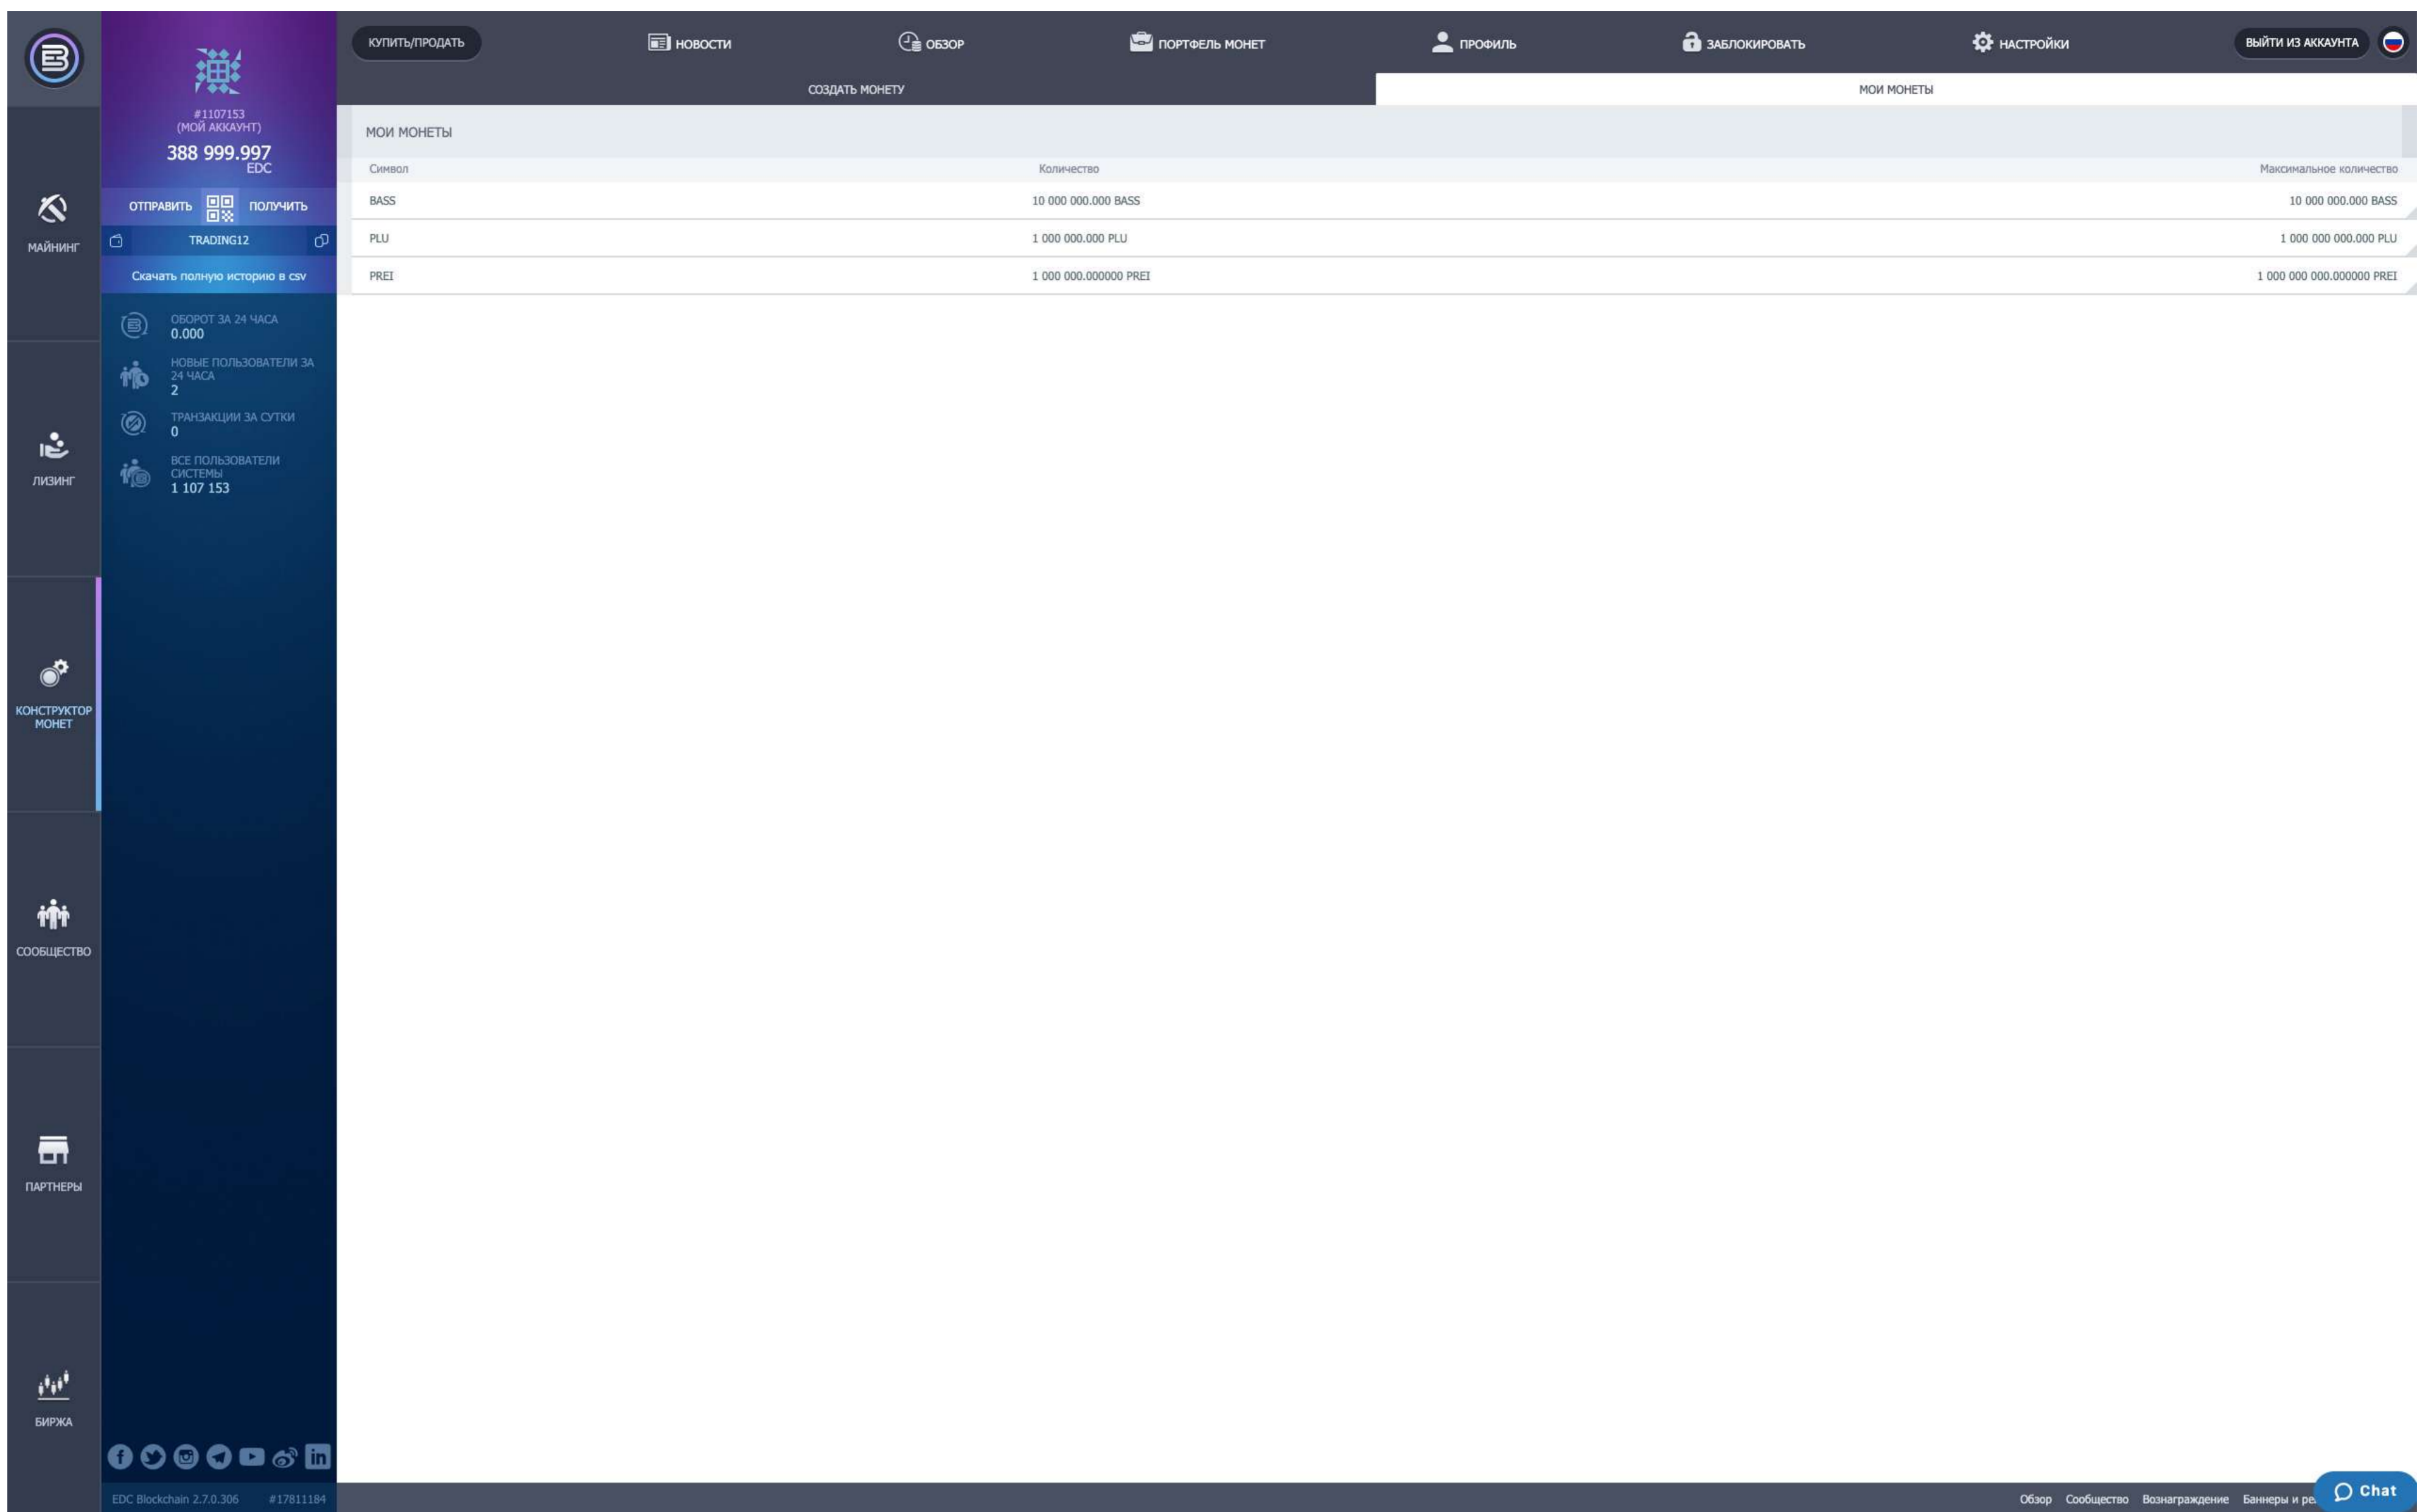 КУПИТЬ/ПРОДАТЬ
НОВОСТИ
ОБЗОР
ПОРТФЕЛЬ МОНЕТ
ПРОФИЛЬ
ЗАБЛОКИРОВАТЬ
НАСТРОЙКИ
ВЫЙТИ ИЗ АККАУНТА
СОЗДАТЬ МОНЕТУ
МОИ МОНЕТЫ
МАЙНИНГ
ЛИЗИНГ
КОНСТРУКТОР
МОНЕТ
СООБЩЕСТВО
ПАРТНЕРЫ
БИРЖА
#1107153
(МОЙ АККАУНТ)
388 999.997
EDC
ОТПРАВИТЬ
ПОЛУЧИТЬ
TRADING12
Скачать полную историю в csv
ОБОРОТ ЗА 24 ЧАСА
0.000
НОВЫЕ ПОЛЬЗОВАТЕЛИ ЗА
24 ЧАСА
2
ТРАНЗАКЦИИ ЗА СУТКИ
0
ВСЕ ПОЛЬЗОВАТЕЛИ
СИСТЕМЫ
1 107 153
EDC Blockchain 2.7.0.306 #17811184
МОИ МОНЕТЫ
Символ Количество Максимальное количество
BASS 10 000 000.000 BASS 10 000 000.000 BASS
PLU 1 000 000.000 PLU 1 000 000 000.000 PLU
PREI 1 000 000.000000 PREI 1 000 000 000.000000 PREI
Обзор Сообщество Вознаграждение Баннеры и
Chat